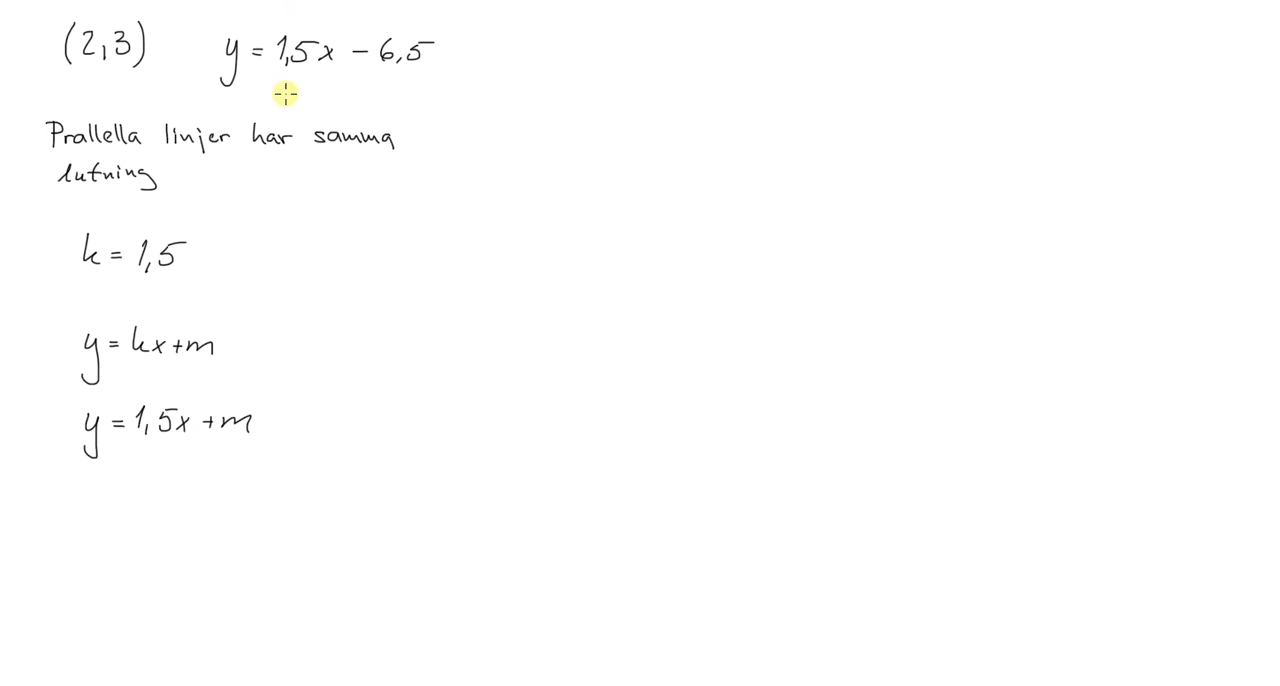 (2,3) y = 1,5x - 6,5
Prallella linjer har samma
lutning
k = 1,5
y = kx + m
y = 1,5x + m